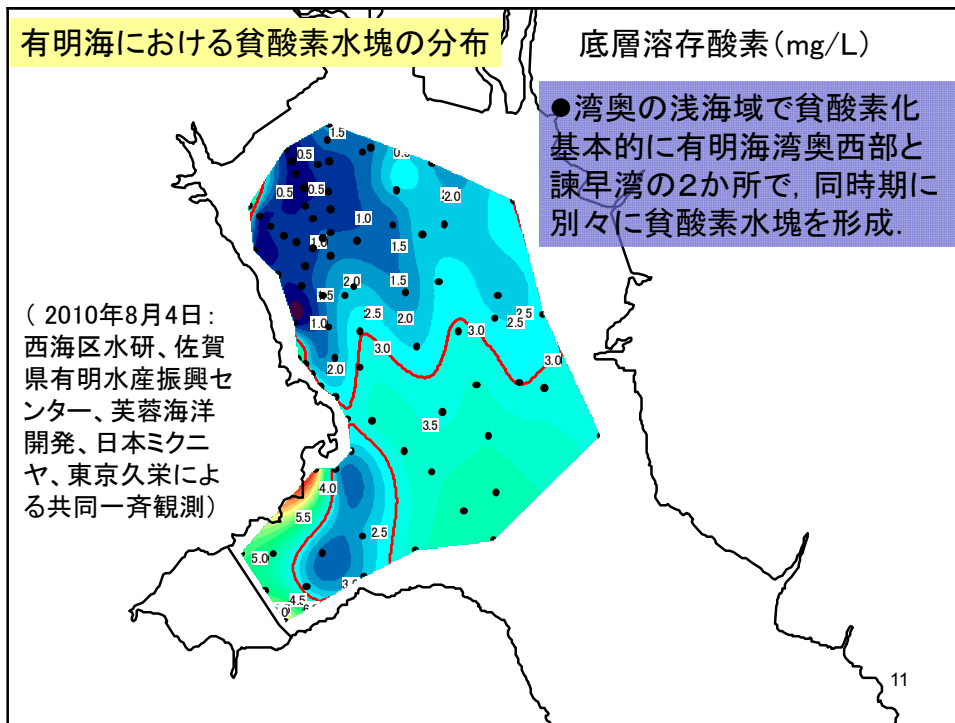 有明海における貧酸素水塊の分布
底層溶存酸素(mg/L)
●湾奥の浅海域で貧酸素化
基本的に有明海湾奥西部と
諫早湾の2か所で, 同時期に
別々に貧酸素水塊を形成.
( 2010年8月4日:
西海区水研、佐賀
県有明水産振興セ
ンター、芙蓉海洋
開発、日本ミクニ
ヤ、東京久栄によ
る共同一斉観測)
1.5
0.5
0.5
0.5
0.5
2.0
1.0
1.0
1.5
2.0
1.5
1.5
2.5
2.0
1.0
3.0
3.0
2.5
2.5
3.0
2.0
3.5
4.0
5.5
2.5
5.0
3.0
4.5
11